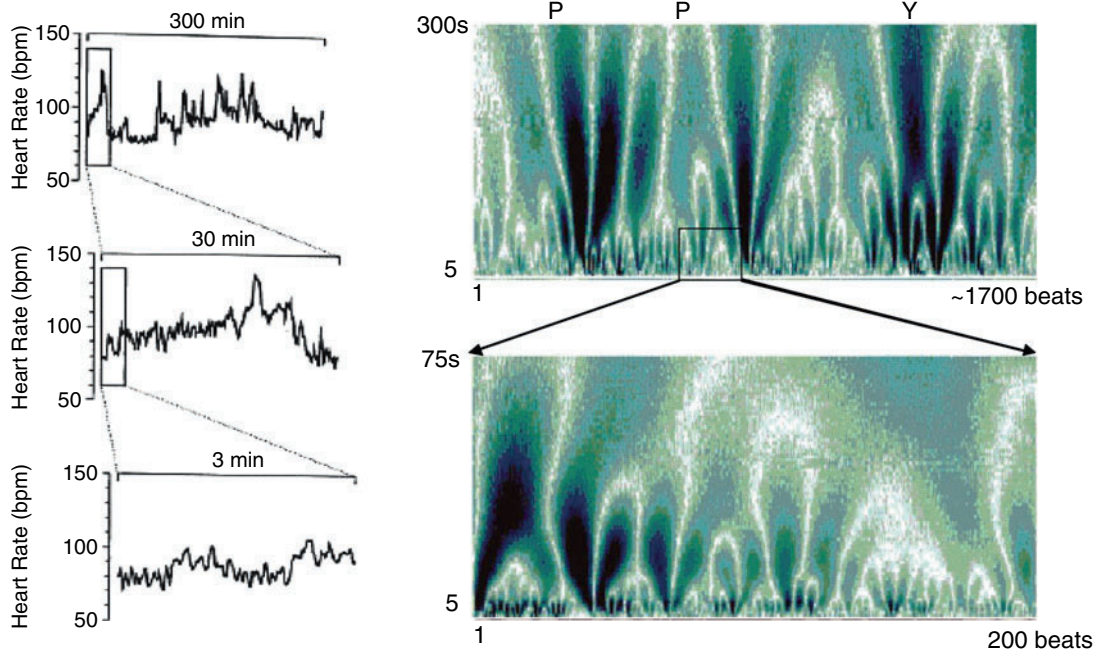 300 min
150
100
50
Heart Rate (bpm)
30 min
150
100
50
Heart Rate (bpm)
3 min
150
100
50
Heart Rate (bpm)
P P Y
300s
5
1 ~1700 beats
75s
5
1 200 beats